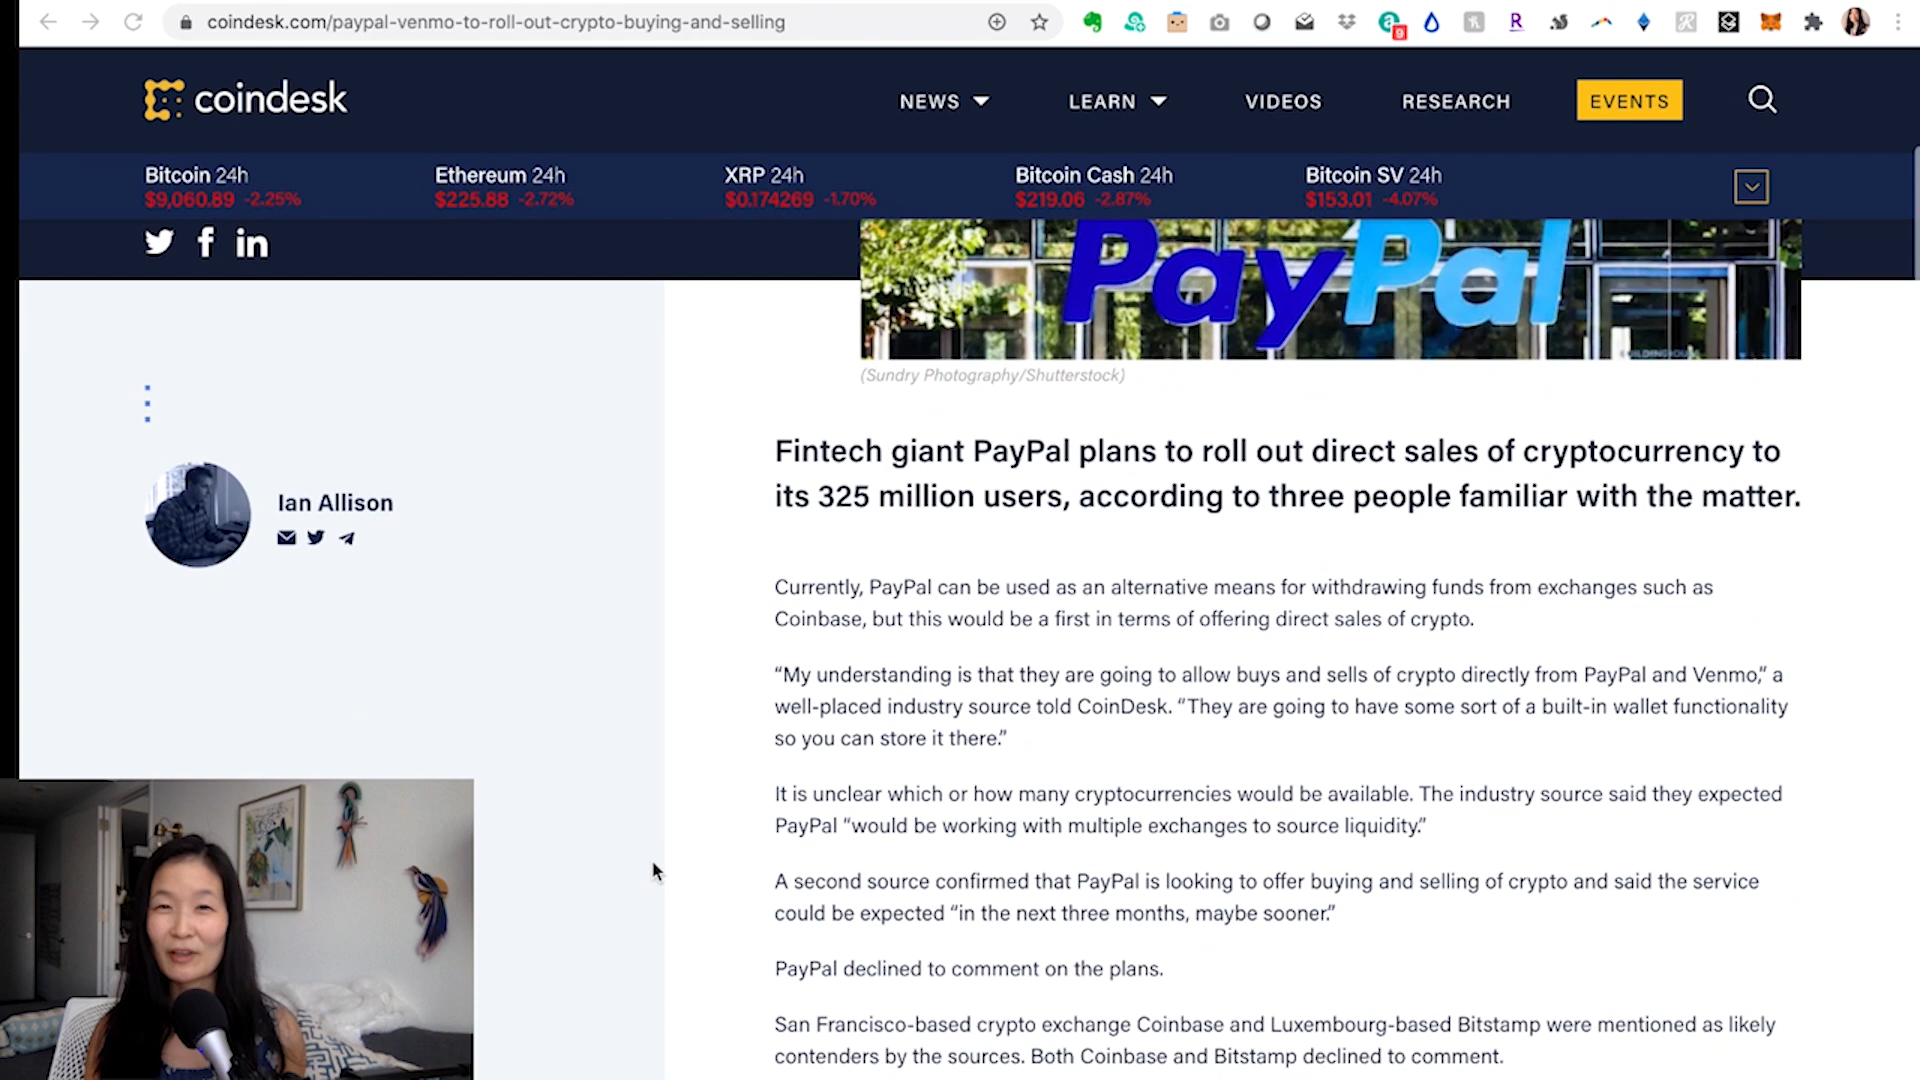 coindesk.com/paypal-venmo-to-roll-out-crypto-buying-and-selling
9
coindesk
NEWS
LEARN
VIDEOS
RESEARCH
EVENTS
Bitcoin 24h
$9,060.89 -2.25%
Ethereum 24h
$225.88 -2.72%
XRP 24h
$0.174269 -1.70%
Bitcoin Cash 24h
$219.06 -2.87%
Bitcoin SV 24h
$153.01 -4.07%
PayPal
(Sundry Photography/Shutterstock)
Ian Allison
Fintech giant PayPal plans to roll out direct sales of cryptocurrency to
its 325 million users, according to three people familiar with the matter.
Currently, PayPal can be used as an alternative means for withdrawing funds from exchanges such as
Coinbase, but this would be a first in terms of offering direct sales of crypto.
“My understanding is that they are going to allow buys and sells of crypto directly from PayPal and Venmo,” a
well-placed industry source told CoinDesk. “They are going to have some sort of a built-in wallet functionality
so you can store it there.”
It is unclear which or how many cryptocurrencies would be available. The industry source said they expected
PayPal “would be working with multiple exchanges to source liquidity.”
A second source confirmed that PayPal is looking to offer buying and selling of crypto and said the service
could be expected “in the next three months, maybe sooner.”
PayPal declined to comment on the plans.
San Francisco-based crypto exchange Coinbase and Luxembourg-based Bitstamp were mentioned as likely
contenders by the sources. Both Coinbase and Bitstamp declined to comment.